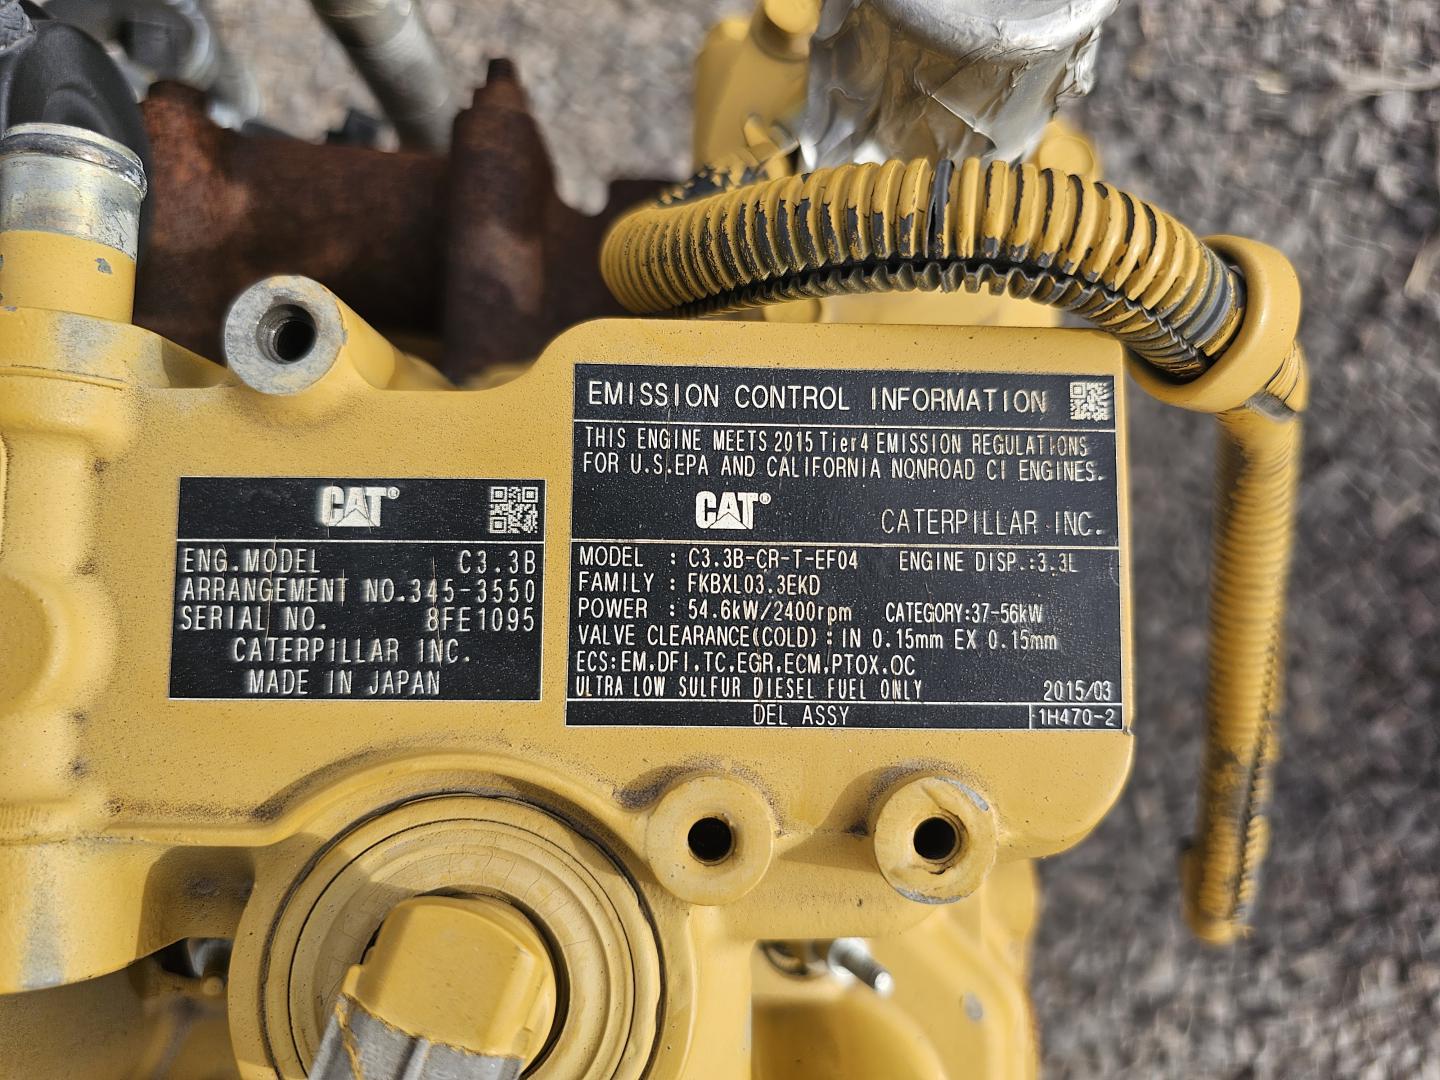 CAT®
ENG.MODEL C3.3B
ARRANGEMENT NO.345-3550
SERIAL NO. 8FE1095
CATERPILLAR INC.
MADE IN JAPAN
EMISSION CONTROL INFORMATION
THIS ENGINE MEETS 2015 Tier4 EMISSION REGULATIONS
FOR U.S.EPA AND CALIFORNIA NONROAD CI ENGINES.
CAT® CATERPILLAR INC.
MODEL : C3.3B-CR-T-EF04 ENGINE DISP.:3.3L
FAMILY : FKBXL03.3EKD
POWER : 54.6kW/2400rpm CATEGORY:37-56kW
VALVE CLEARANCE(COLD) : IN 0.15mm EX 0.15mm
ECS:EM,DFI,TC,EGR,ECM,PTOX,OC
ULTRA LOW SULFUR DIESEL FUEL ONLY 2015/03
DEL ASSY 1H470-2